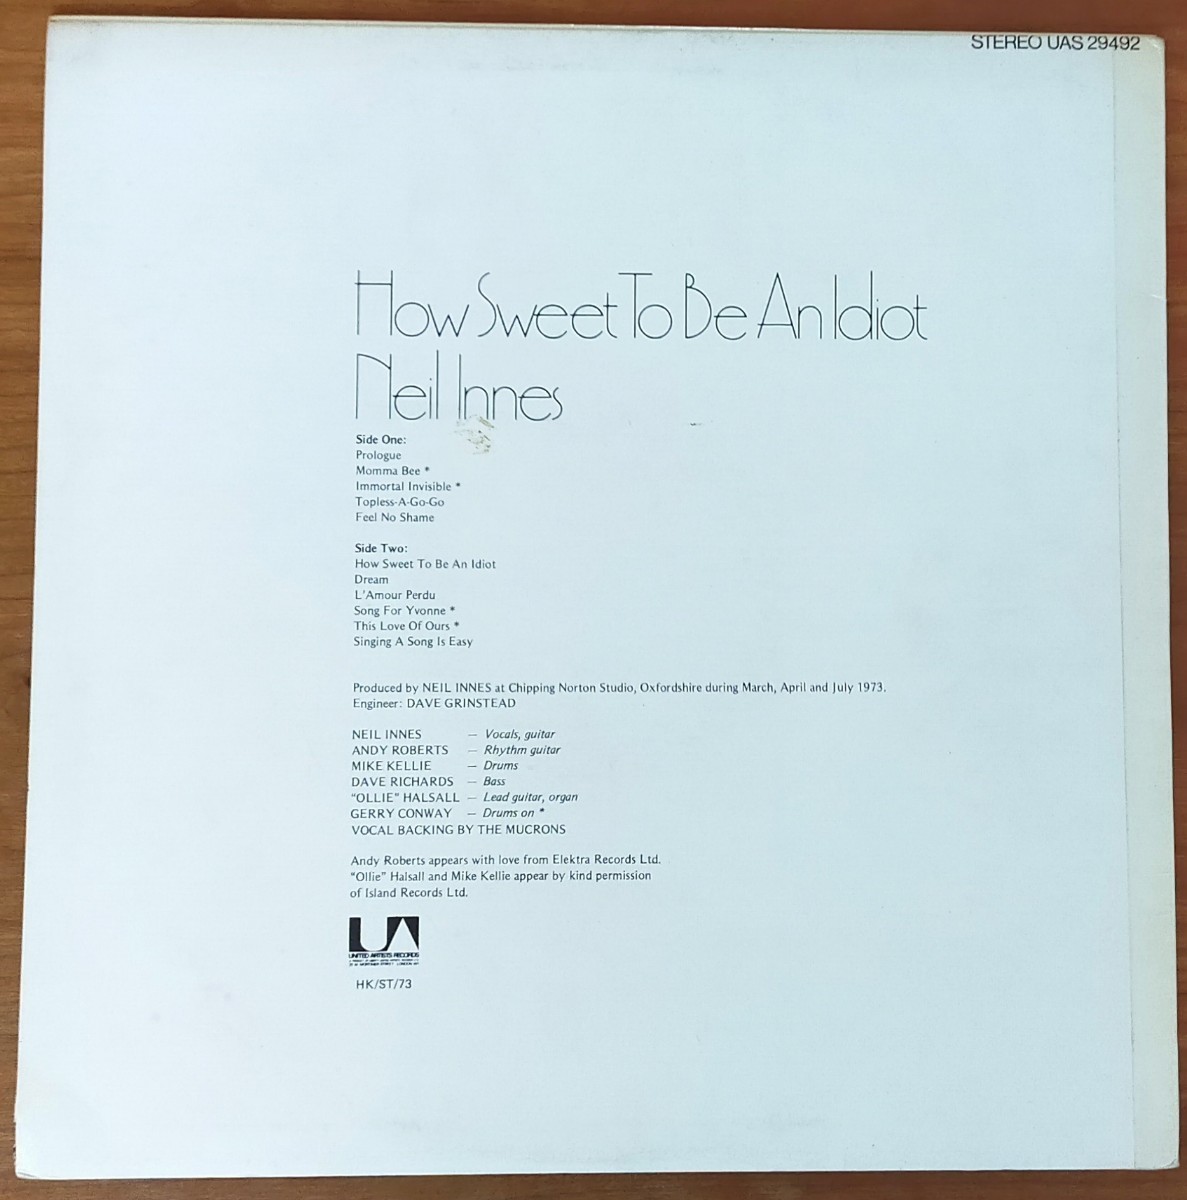 STEREO UAS 29492
How Sweet To Be An Idiot
Neil Innes
Side One:
Prologue
Momma Bee *
Immortal Invisible *
Topless-A-Go-Go
Feel No Shame
Side Two:
How Sweet To Be An Idiot
Dream
L'Amour Perdu
Song For Yvonne *
This Love Of Ours *
Singing A Song Is Easy
Produced by NEIL INNES at Chipping Norton Studio, Oxfordshire during March, April and July 1973.
Engineer: DAVE GRINSTEAD
NEIL INNES — Vocals, guitar
ANDY ROBERTS — Rhythm guitar
MIKE KELLIE — Drums
DAVE RICHARDS — Bass
"OLLIE" HALSALL — Lead guitar, organ
GERRY CONWAY — Drums on *
VOCAL BACKING BY THE MUCRONS
Andy Roberts appears with love from Elektra Records Ltd.
"Ollie" Halsall and Mike Kellie appear by kind permission
of Island Records Ltd.
UA
UNITED ARTISTS RECORDS
HK/ST/73